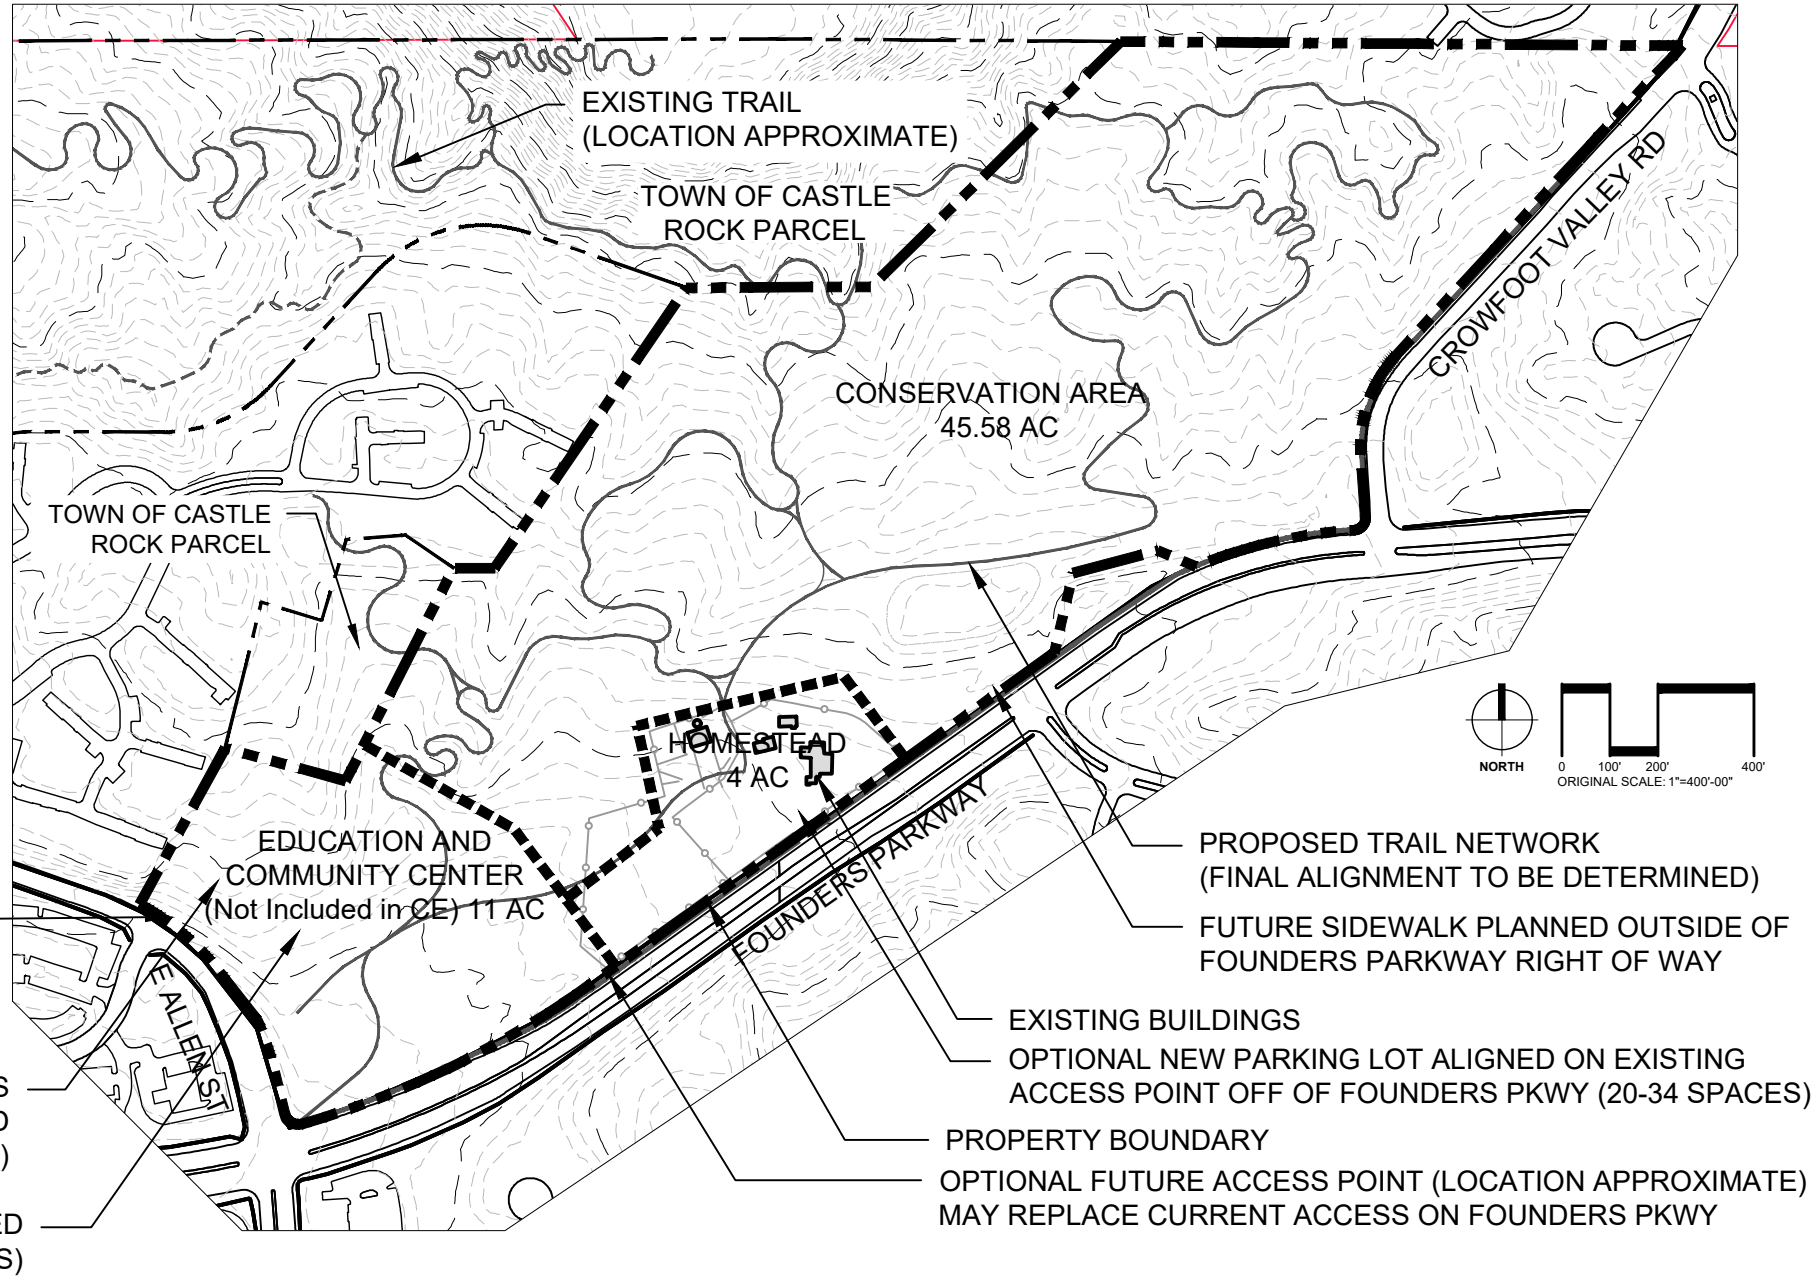 EXISTING TRAIL
(LOCATION APPROXIMATE)
TOWN OF CASTLE
ROCK PARCEL
CROWFOOT VALLEY RD
CONSERVATION AREA
45.58 AC
TOWN OF CASTLE
ROCK PARCEL
HOMESTEAD
4 AC
NORTH
0 100' 200' 400'
ORIGINAL SCALE: 1"=400'-00"
EDUCATION AND
COMMUNITY CENTER
(Not Included in CE) 11 AC
FOUNDERS PARKWAY
E ALLEN ST
PROPOSED TRAIL NETWORK
(FINAL ALIGNMENT TO BE DETERMINED)
FUTURE SIDEWALK PLANNED OUTSIDE OF
FOUNDERS PARKWAY RIGHT OF WAY
EXISTING BUILDINGS
OPTIONAL NEW PARKING LOT ALIGNED ON EXISTING
ACCESS POINT OFF OF FOUNDERS PKWY (20-34 SPACES)
PROPERTY BOUNDARY
OPTIONAL FUTURE ACCESS POINT (LOCATION APPROXIMATE)
MAY REPLACE CURRENT ACCESS ON FOUNDERS PKWY